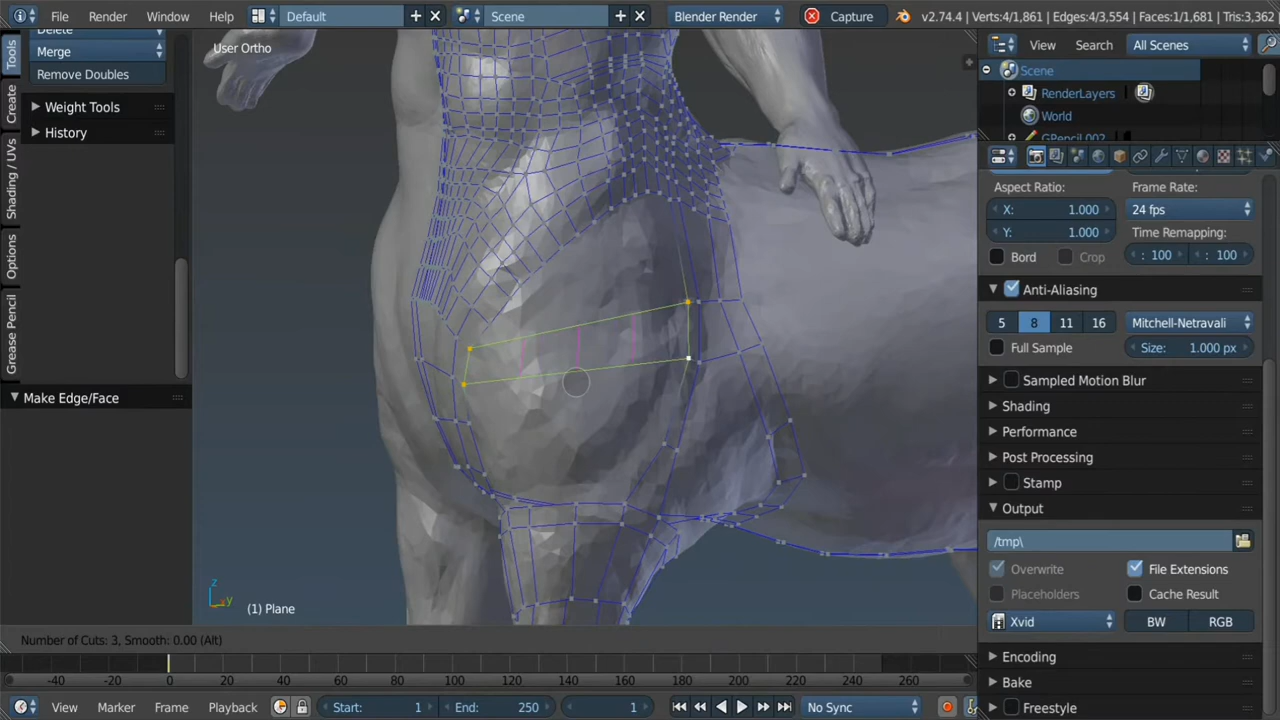 File Render Window Help Default Scene Blender Render Capture v2.74.4 | Verts:4/1,861 | Edges:4/3,554 | Faces:1/1,681 | Tris:3,362
Delete
Merge
Remove Doubles
Weight Tools
History
Make Edge/Face
Tools
Create
Shading / UVs
Options
Grease Pencil
User Ortho
z
y
(1) Plane
Number of Cuts: 3, Smooth: 0.00 (Alt)
View Search All Scenes
Scene
RenderLayers
World
GPencil.002
Aspect Ratio: Frame Rate:
X: 1.000 24 fps
Y: 1.000 Time Remapping:
Bord Crop : 100 : 100
Anti-Aliasing
5 8 11 16 Mitchell-Netravali
Full Sample Size: 1.000 px
Sampled Motion Blur
Shading
Performance
Post Processing
Stamp
Output
/tmp\
Overwrite File Extensions
Placeholders Cache Result
Xvid BW RGB
Encoding
Bake
Freestyle
-40 -20 0 20 40 60 80 100 120 140 160 180 200 220 240 260
View Marker Frame Playback Start: 1 End: 250 1 No Sync